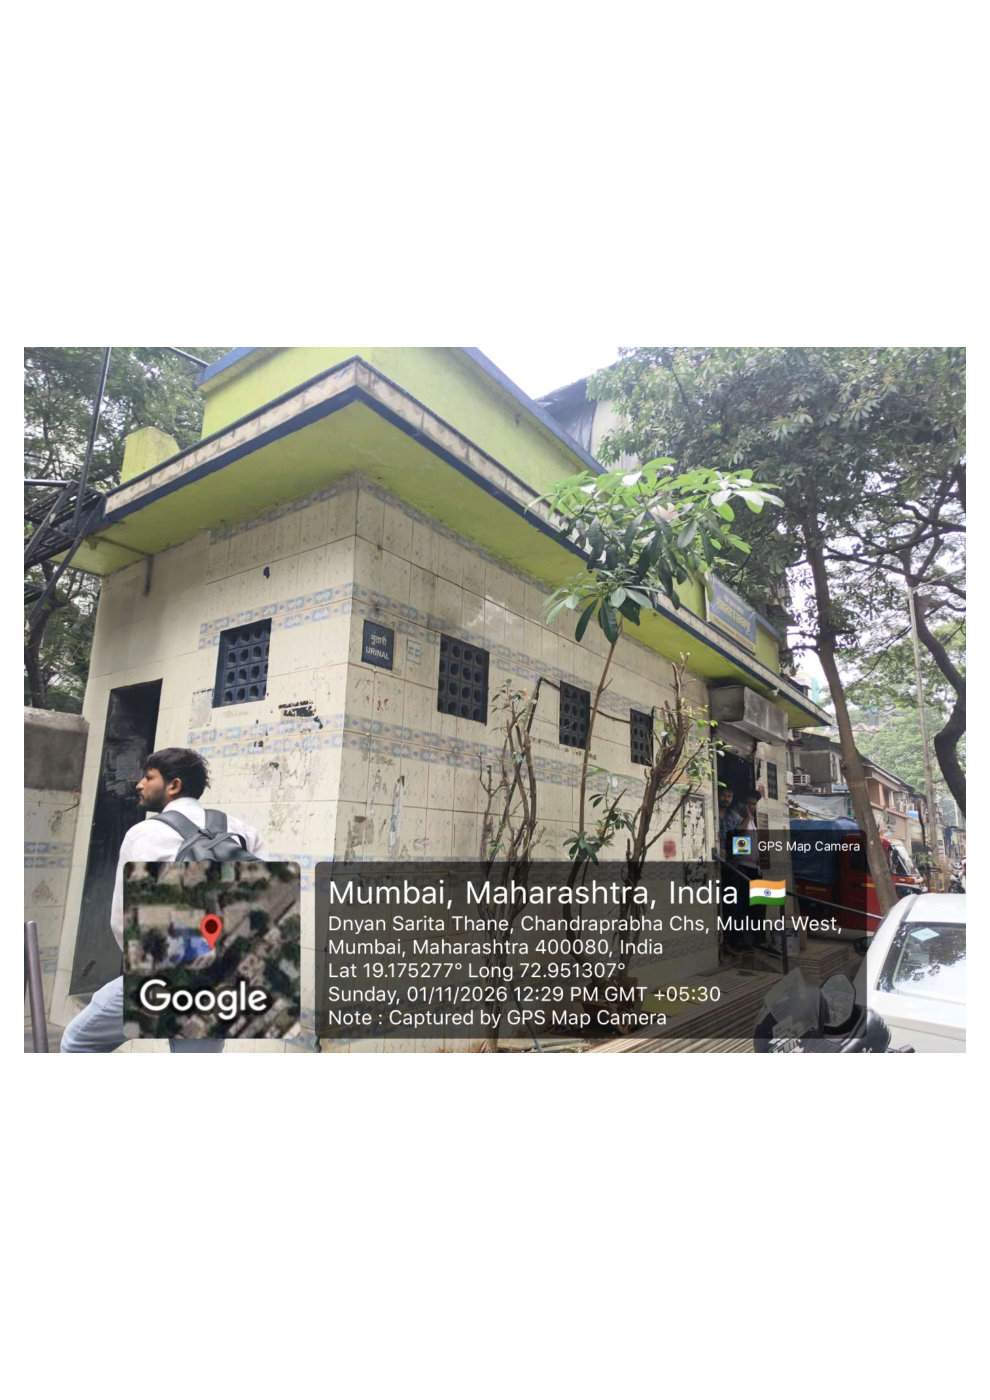 मुतारी
URINAL
GPS Map Camera
Mumbai, Maharashtra, India
Dnyan Sarita Thane, Chandraprabha Chs, Mulund West,
Mumbai, Maharashtra 400080, India
Lat 19.175277° Long 72.951307°
Sunday, 01/11/2026 12:29 PM GMT +05:30
Note : Captured by GPS Map Camera
Google